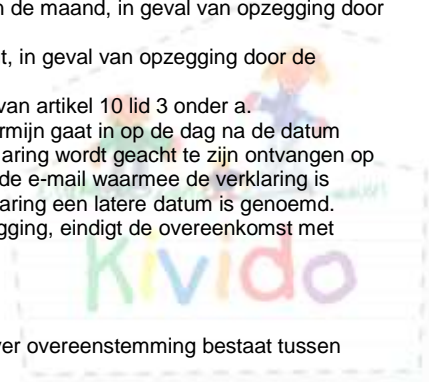 n de maand, in geval van opzegging door
t, in geval van opzegging door de
van artikel 10 lid 3 onder a.
rmijn gaat in op de dag na de datum
laring wordt geacht te zijn ontvangen op
de e-mail waarmee de verklaring is
aring een latere datum is genoemd.
gging, eindigt de overeenkomst met
Kivido
ver overeenstemming bestaat tussen